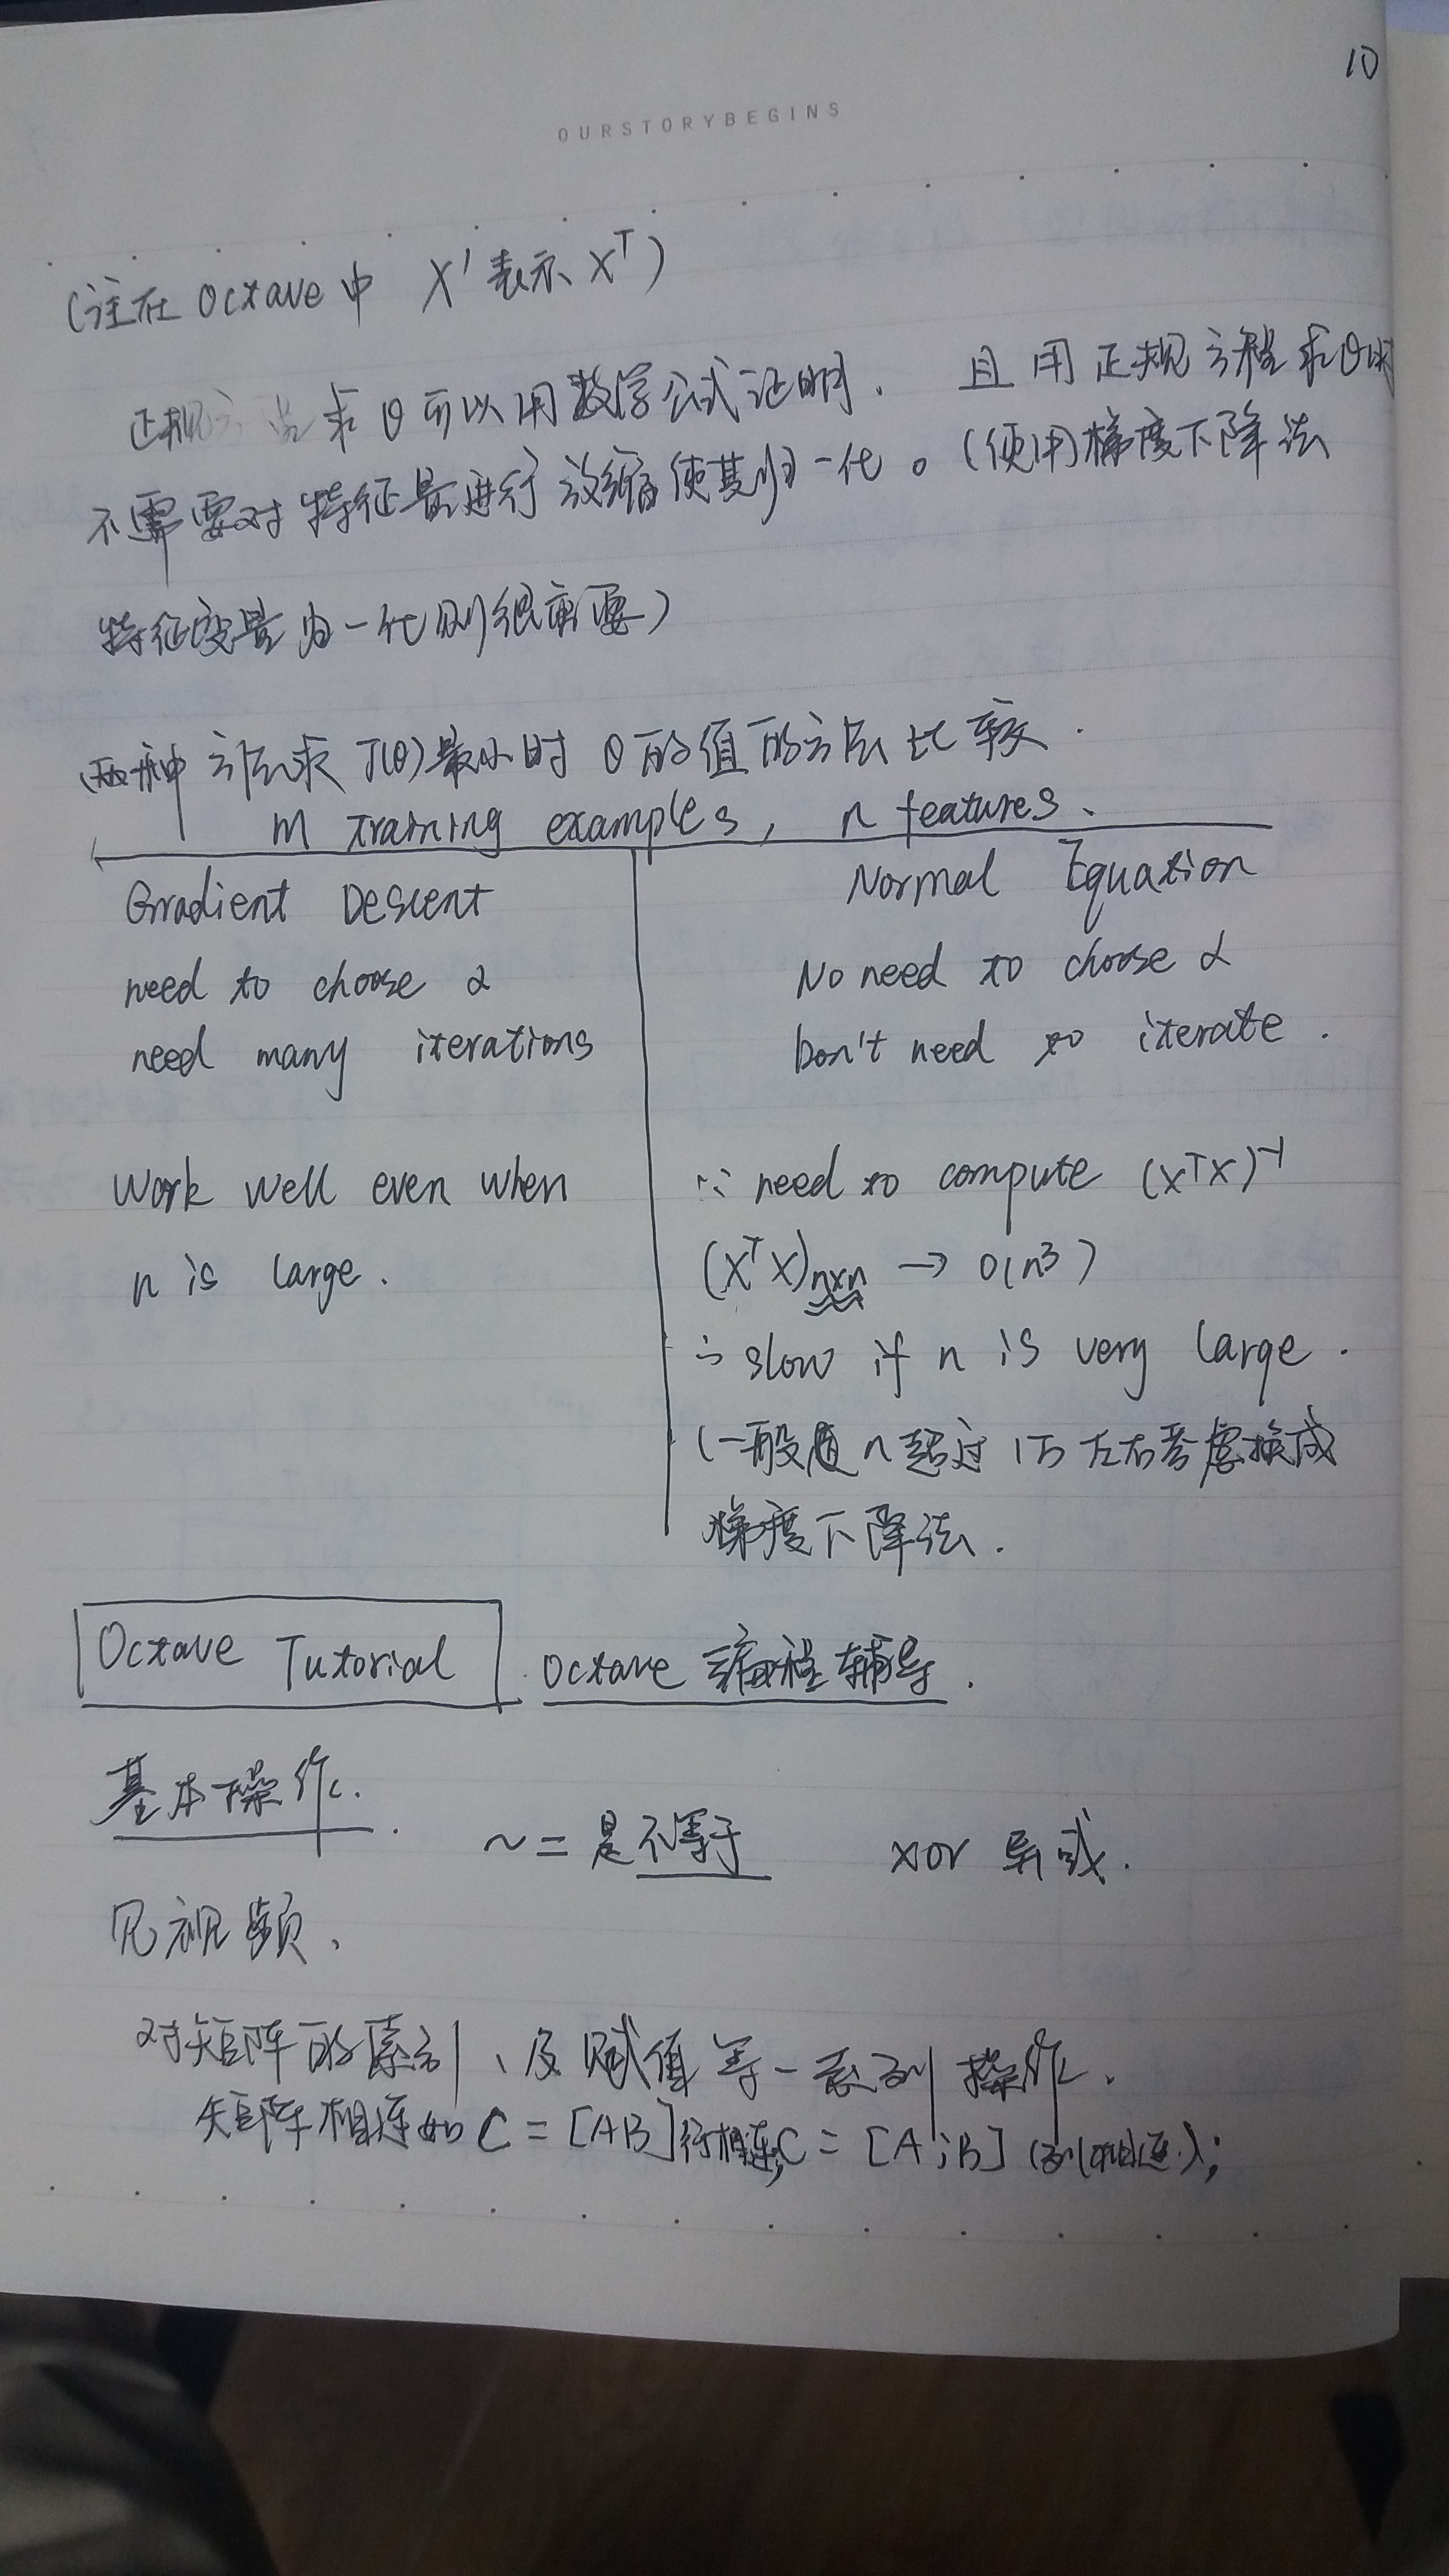 10
OURSTORYBEGINS
(注在 Octave 中 X' 表示 X^T)
正规方 求 θ 可以用数学公式证明. 且用正规方程求θ时
不需要对特征量进行放缩使其归一化。(使用梯度下降法
特征变量归一化则很重要)
两种方法求 J(θ)最小时 θ的值的方法比较.
m training examples, n features.
Gradient Descent
need to choose α
need many iterations
Work well even when
n is large.
Normal Equation
No need to choose α
Don't need to iterate.
∵ need to compute (X^T X)^-1
(X^T X)n×n → O(n^3)
∴ slow if n is very large.
(一般 n超过1万左右考虑换成
梯度下降法.
Octave Tutorial . Octave 编程辅导.
基本操作.
~= 是不等于 xor 异或.
见视频、
对矩阵的索引、及赋值等一系列操作.
矩阵相连如 C = [A B] 行相连; C = [A;B] (列相连);